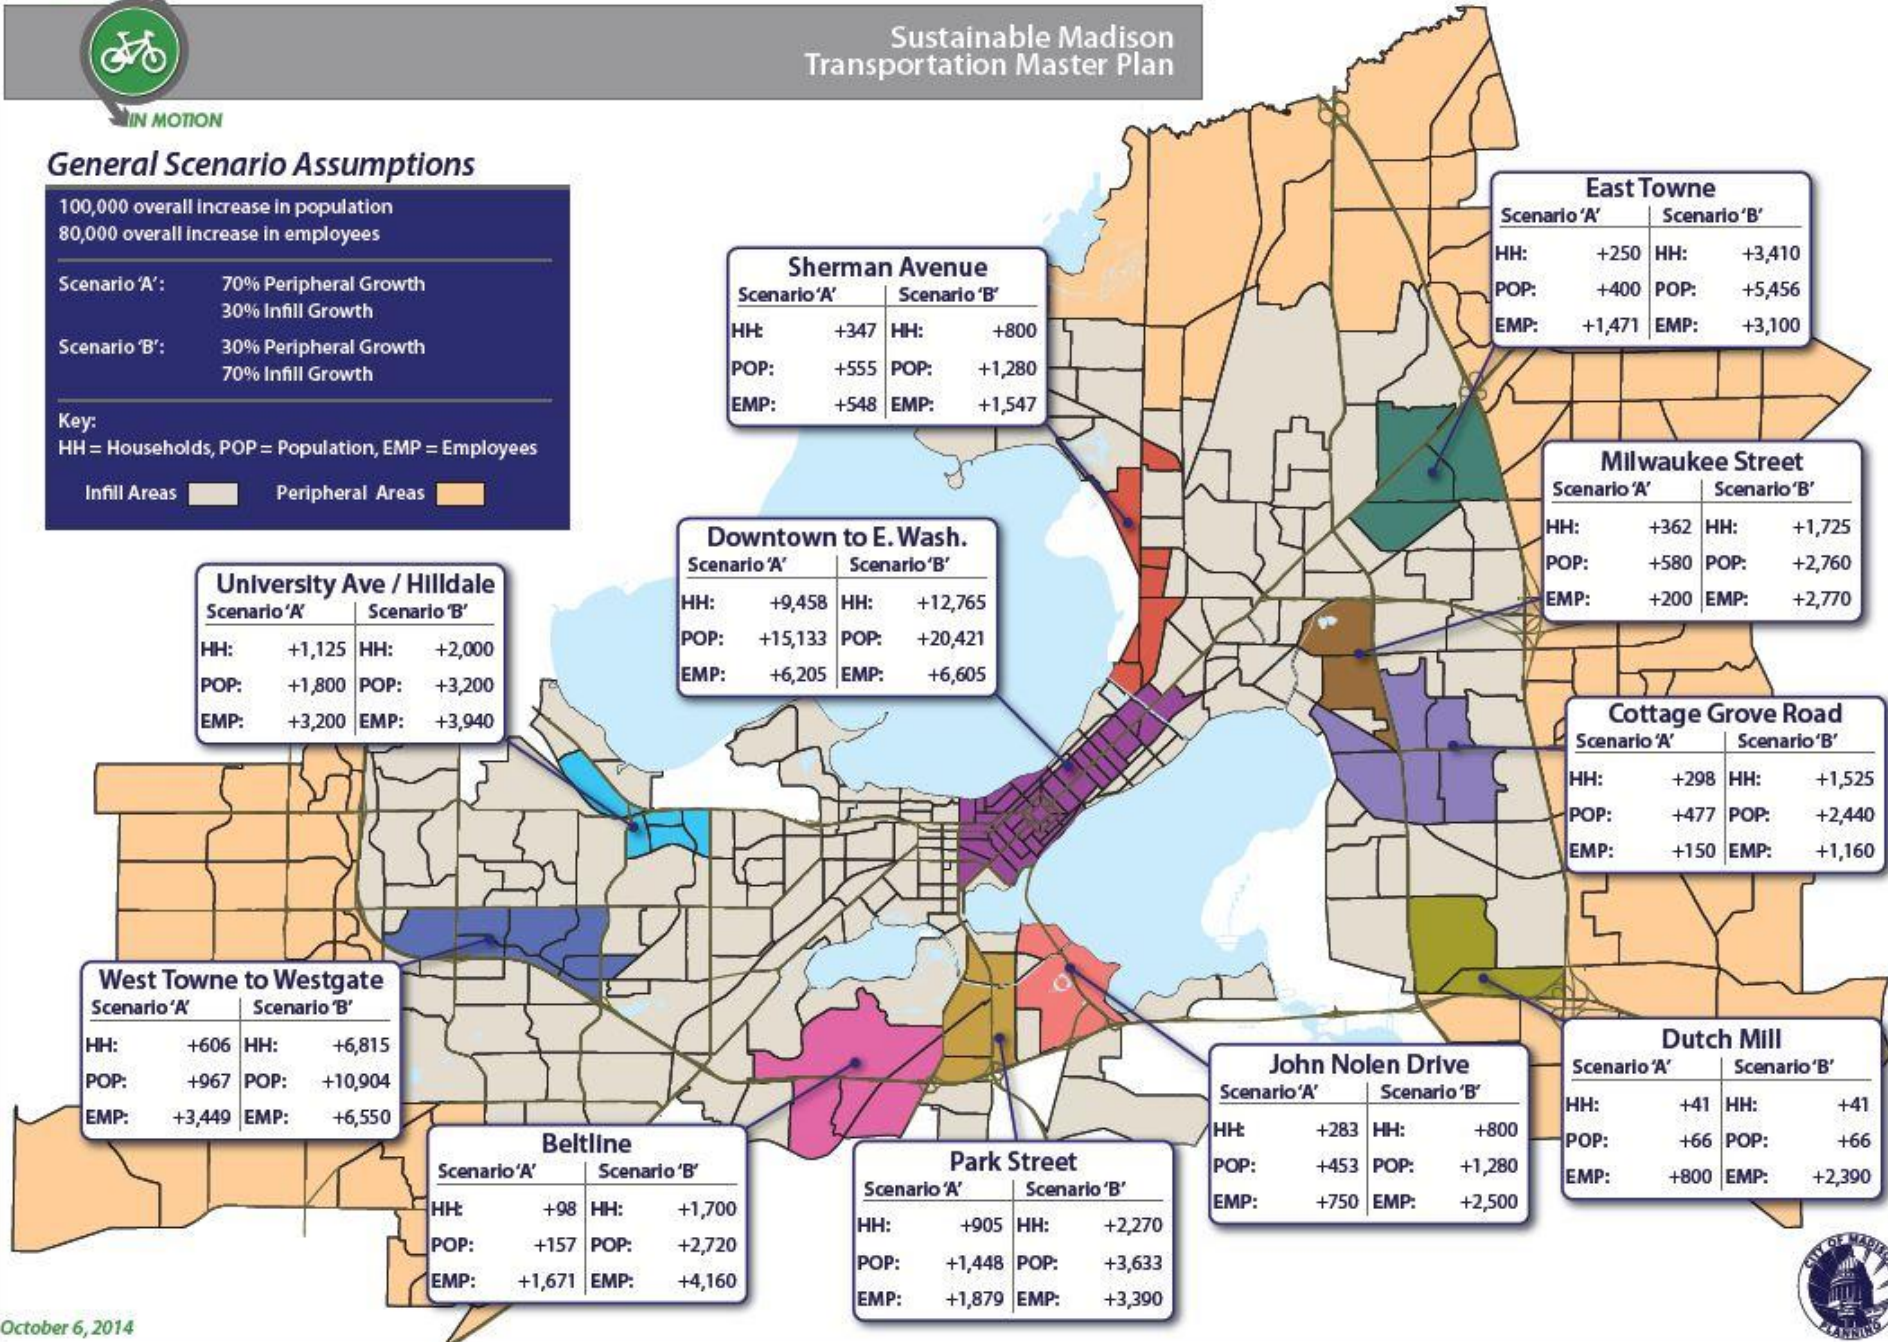 Sustainable Madison
Transportation Master Plan
IN MOTION
General Scenario Assumptions
100,000 overall increase in population
80,000 overall increase in employees
Scenario 'A': 70% Peripheral Growth
30% Infill Growth
Scenario 'B': 30% Peripheral Growth
70% Infill Growth
Key:
HH = Households, POP = Population, EMP = Employees
Infill Areas Peripheral Areas
East Towne
Scenario 'A' Scenario 'B'
HH: +250 HH: +3,410
POP: +400 POP: +5,456
EMP: +1,471 EMP: +3,100
Sherman Avenue
Scenario 'A' Scenario 'B'
HH: +347 HH: +800
POP: +555 POP: +1,280
EMP: +548 EMP: +1,547
Milwaukee Street
Scenario 'A' Scenario 'B'
HH: +362 HH: +1,725
POP: +580 POP: +2,760
EMP: +200 EMP: +2,770
Downtown to E. Wash.
Scenario 'A' Scenario 'B'
HH: +9,458 HH: +12,765
POP: +15,133 POP: +20,421
EMP: +6,205 EMP: +6,605
University Ave / Hilldale
Scenario 'A' Scenario 'B'
HH: +1,125 HH: +2,000
POP: +1,800 POP: +3,200
EMP: +3,200 EMP: +3,940
Cottage Grove Road
Scenario 'A' Scenario 'B'
HH: +298 HH: +1,525
POP: +477 POP: +2,440
EMP: +150 EMP: +1,160
West Towne to Westgate
Scenario 'A' Scenario 'B'
HH: +606 HH: +6,815
POP: +967 POP: +10,904
EMP: +3,449 EMP: +6,550
Dutch Mill
Scenario 'A' Scenario 'B'
HH: +41 HH: +41
POP: +66 POP: +66
EMP: +800 EMP: +2,390
John Nolen Drive
Scenario 'A' Scenario 'B'
HH: +283 HH: +800
POP: +453 POP: +1,280
EMP: +750 EMP: +2,500
Beltline
Scenario 'A' Scenario 'B'
HH: +98 HH: +1,700
POP: +157 POP: +2,720
EMP: +1,671 EMP: +4,160
Park Street
Scenario 'A' Scenario 'B'
HH: +905 HH: +2,270
POP: +1,448 POP: +3,633
EMP: +1,879 EMP: +3,390
CITY OF MADISON
PLANNING
October 6, 2014